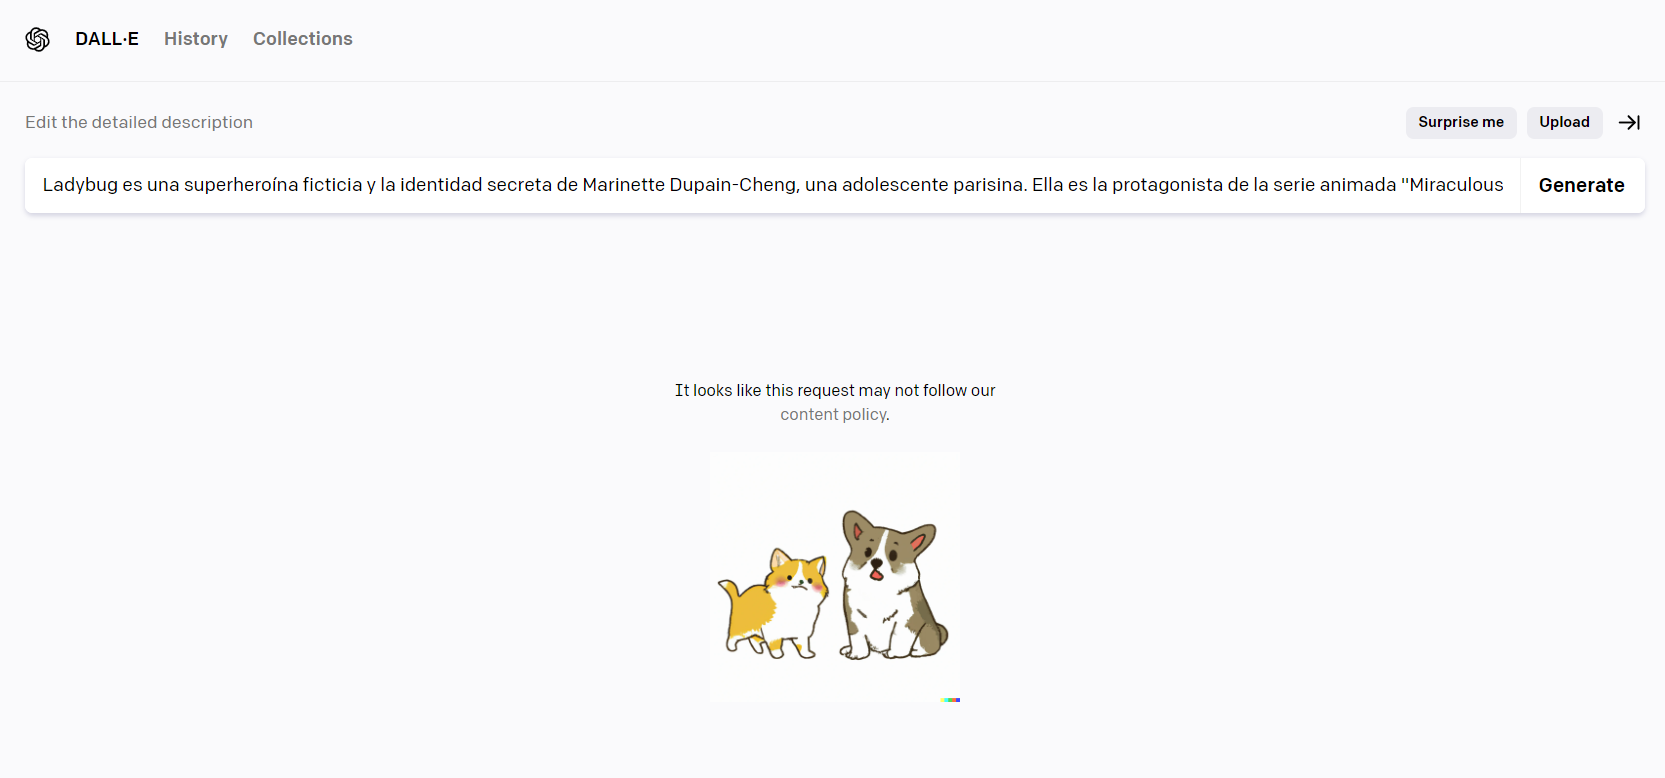 DALL·E History Collections
Edit the detailed description
Surprise me Upload
Ladybug es una superheroína ficticia y la identidad secreta de Marinette Dupain-Cheng, una adolescente parisina. Ella es la protagonista de la serie animada "Miraculous
Generate
It looks like this request may not follow our
content policy.